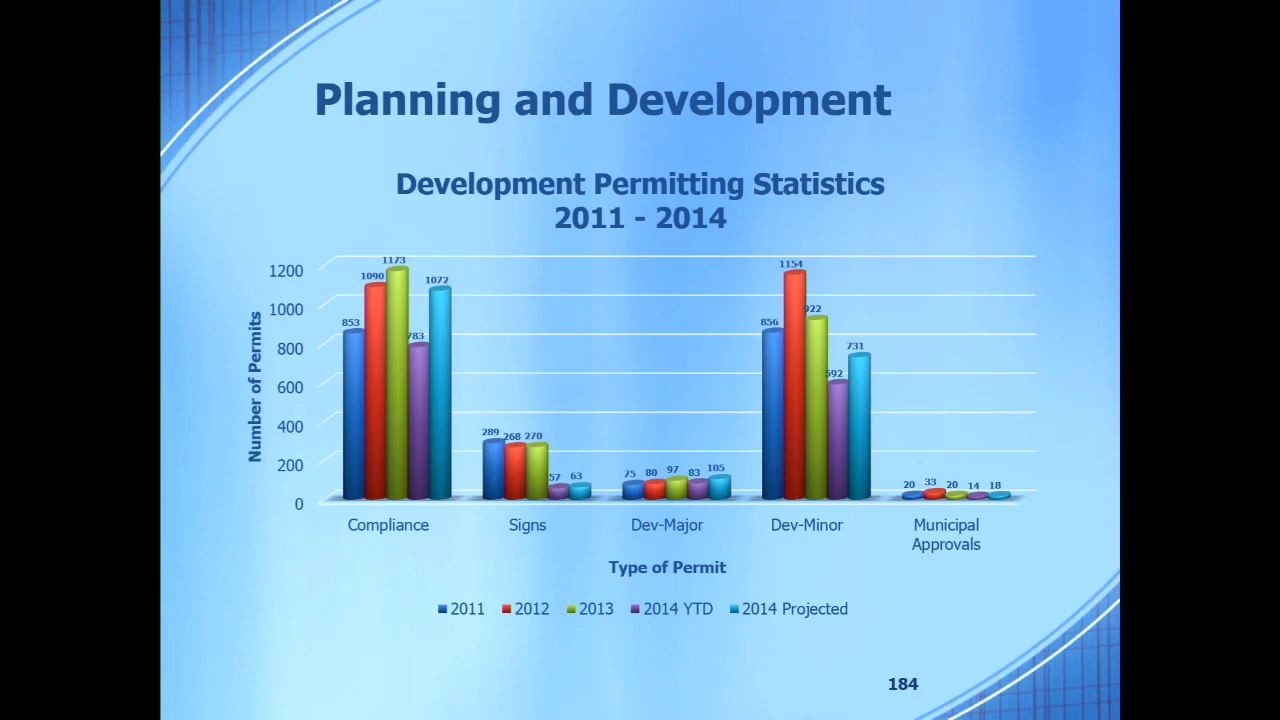 Planning and Development
Development Permitting Statistics
2011 - 2014
Number of Permits
1200
1000
800
600
400
200
0
853
1090
1173
783
1072
289
268
270
57
63
75
80
97
83
105
856
1154
922
592
731
20
33
20
14
18
Compliance
Signs
Dev-Major
Dev-Minor
Municipal
Approvals
Type of Permit
2011 2012 2013 2014 YTD 2014 Projected
184